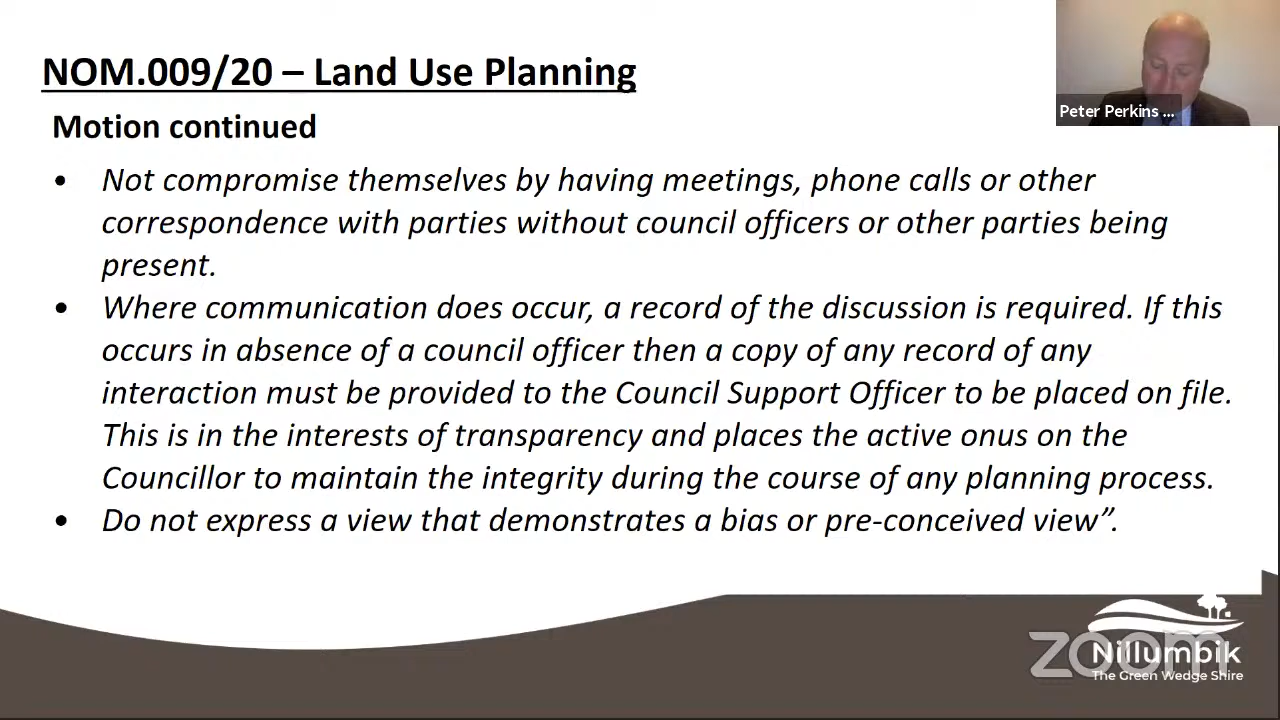 NOM.009/20 – Land Use Planning
Peter Perkins ...
Motion continued
• Not compromise themselves by having meetings, phone calls or other
correspondence with parties without council officers or other parties being
present.
• Where communication does occur, a record of the discussion is required. If this
occurs in absence of a council officer then a copy of any record of any
interaction must be provided to the Council Support Officer to be placed on file.
This is in the interests of transparency and places the active onus on the
Councillor to maintain the integrity during the course of any planning process.
• Do not express a view that demonstrates a bias or pre-conceived view”.
zoom
Nillumbik
The Green Wedge Shire